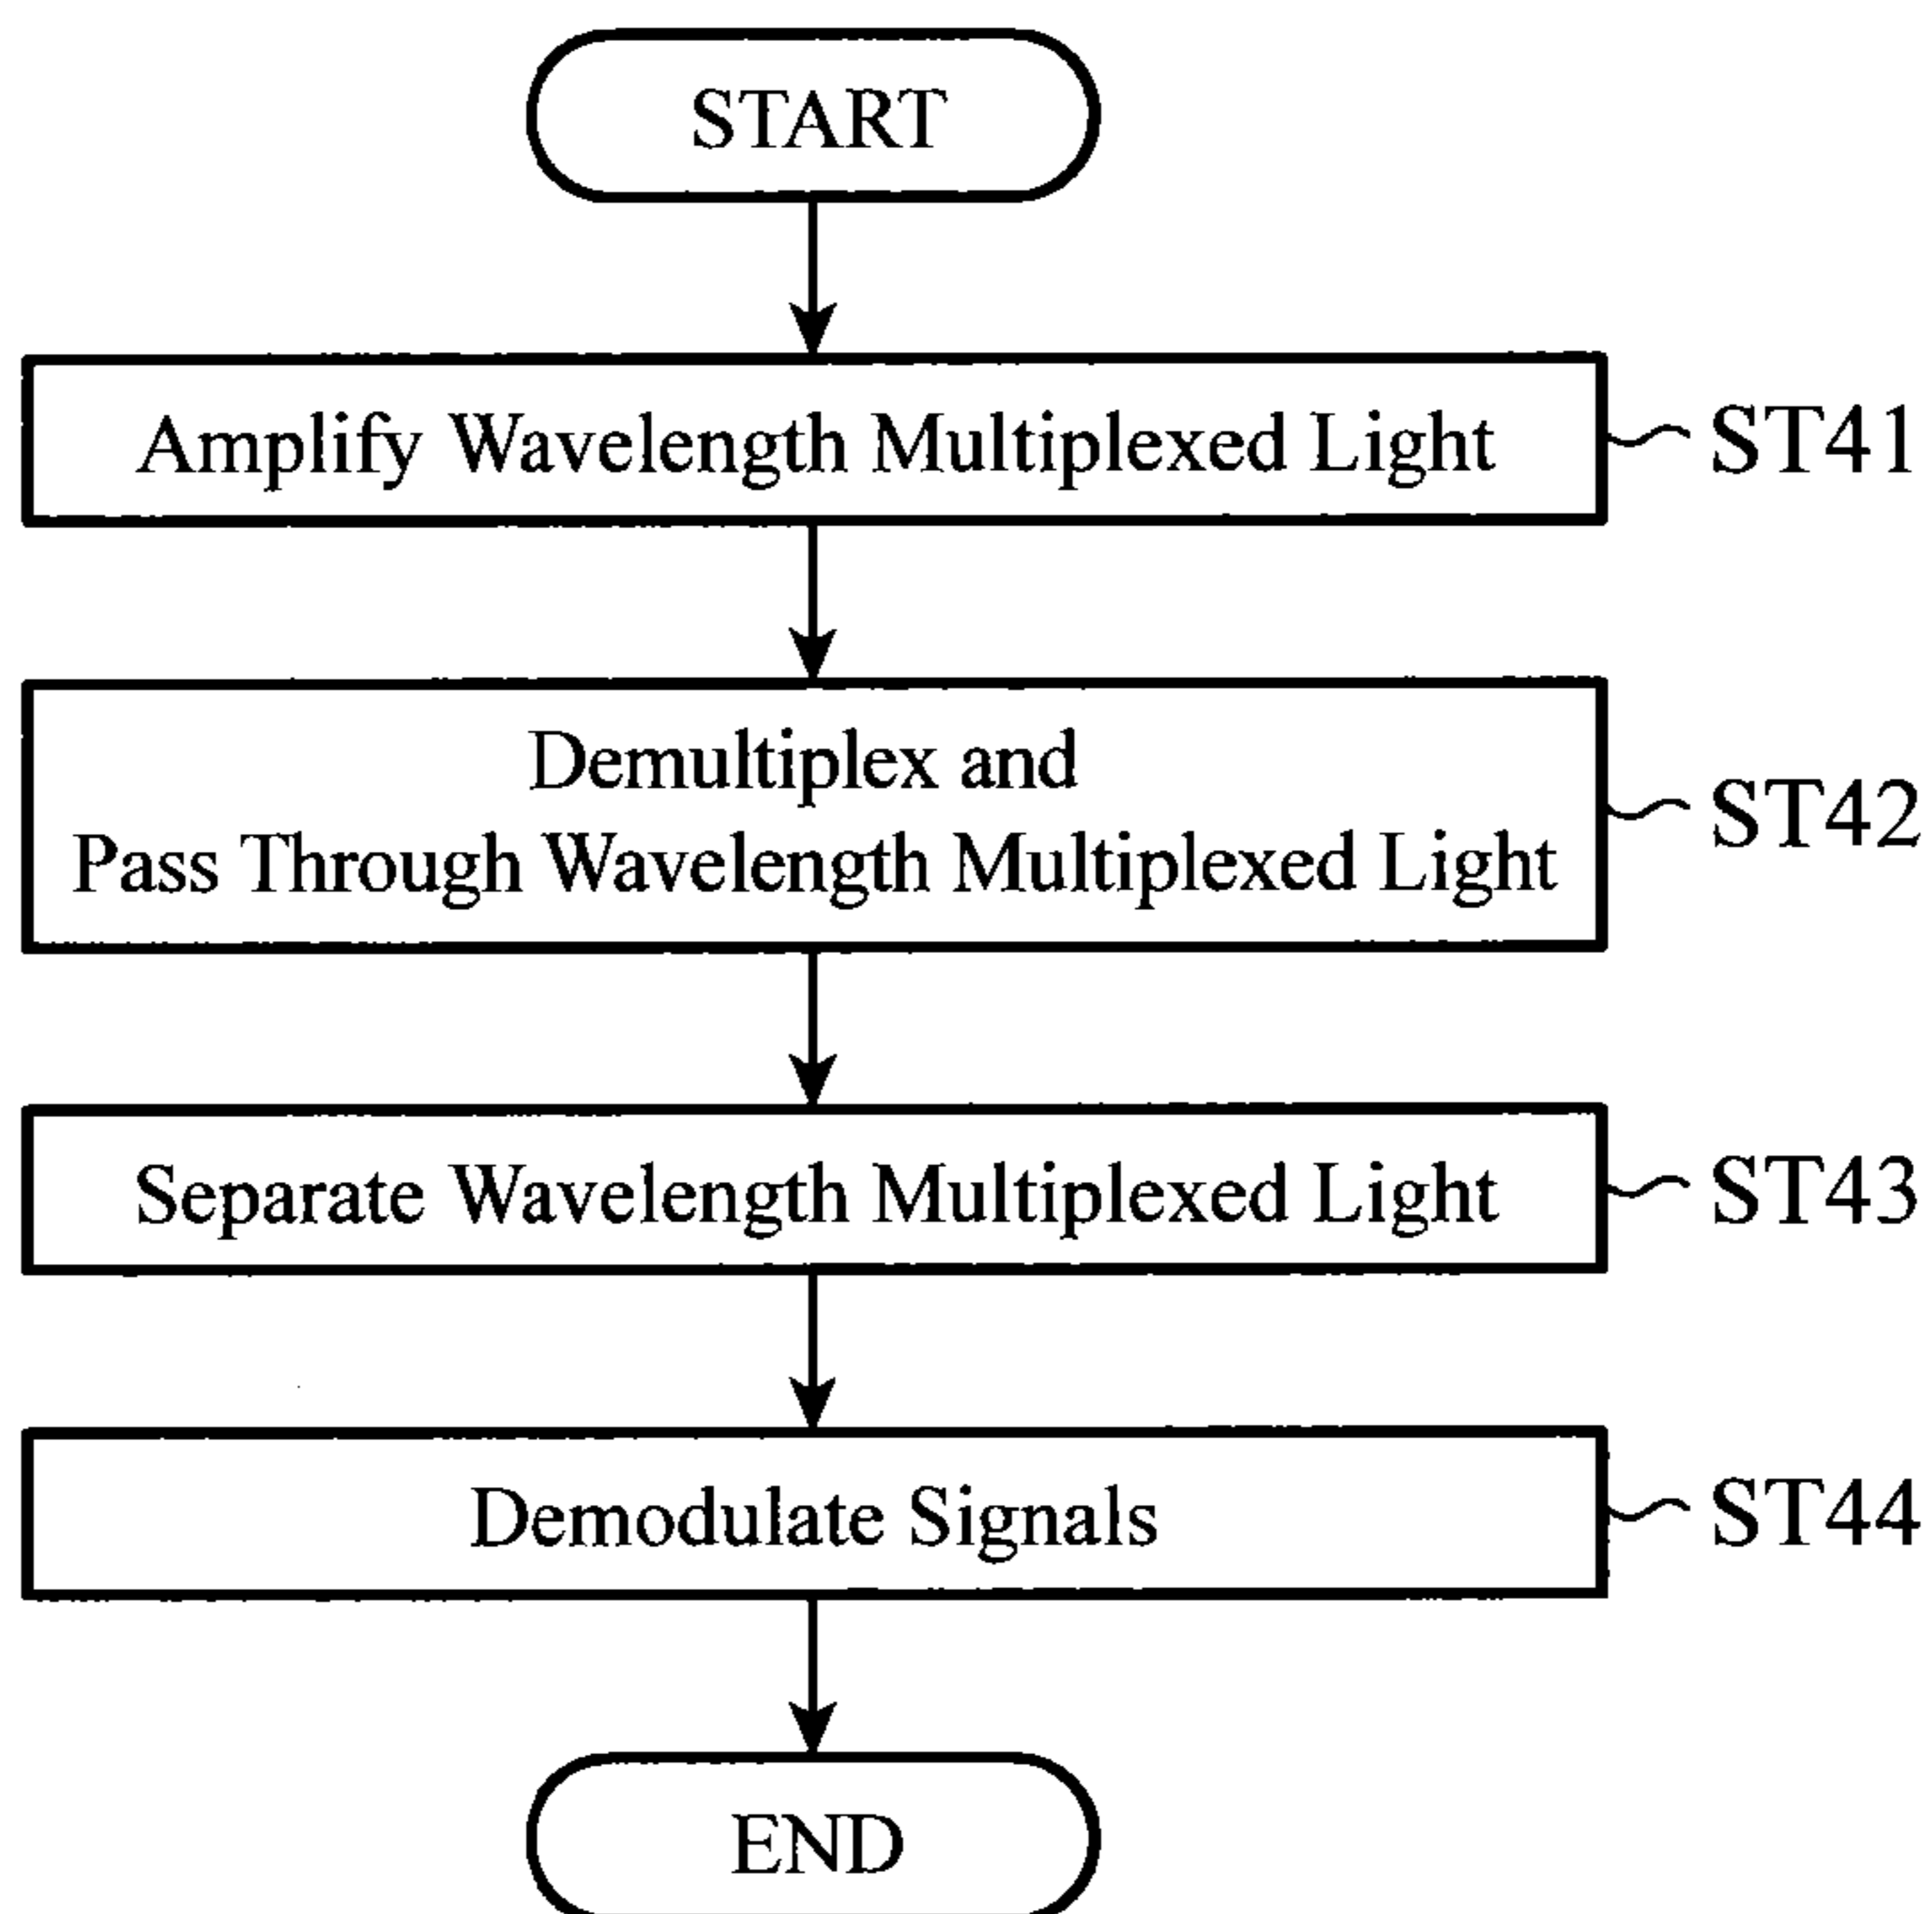 START
Amplify Wavelength Multiplexed Light
ST41
Demultiplex and
Pass Through Wavelength Multiplexed Light
ST42
Separate Wavelength Multiplexed Light
ST43
Demodulate Signals
ST44
END